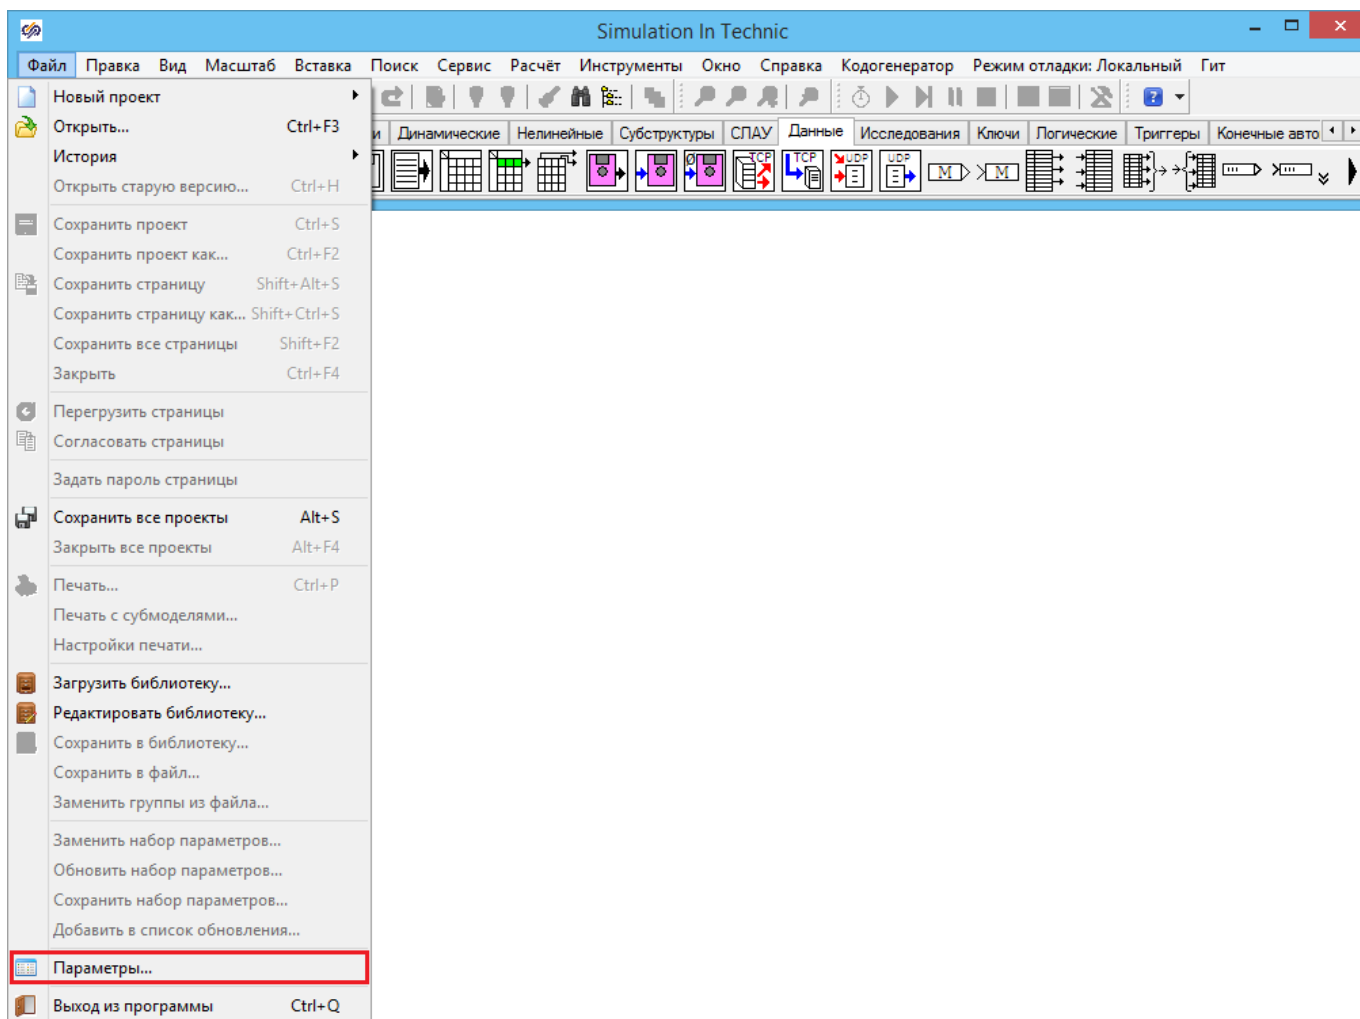 Simulation In Technic
Файл Правка Вид Масштаб Вставка Поиск Сервис Расчёт Инструменты Окно Справка Кодогенератор Режим отладки: Локальный Гит
Новый проект
Открыть... Ctrl+F3
История
Открыть старую версию... Ctrl+H
и Динамические Нелинейные Субструктуры СЛАУ Данные Исследования Ключи Логические Триггеры Конечные авто
TCP TCP UDP UDP M M
Сохранить проект Ctrl+S
Сохранить проект как... Ctrl+F2
Сохранить страницу Shift+Alt+S
Сохранить страницу как... Shift+Ctrl+S
Сохранить все страницы Shift+F2
Закрыть Ctrl+F4
Перегрузить страницы
Согласовать страницы
Задать пароль страницы
Сохранить все проекты Alt+S
Закрыть все проекты Alt+F4
Печать... Ctrl+P
Печать с субмоделями...
Настройки печати...
Загрузить библиотеку...
Редактировать библиотеку...
Сохранить в библиотеку...
Сохранить в файл...
Заменить группы из файла...
Заменить набор параметров...
Обновить набор параметров...
Сохранить набор параметров...
Добавить в список обновления...
Параметры...
Выход из программы Ctrl+Q